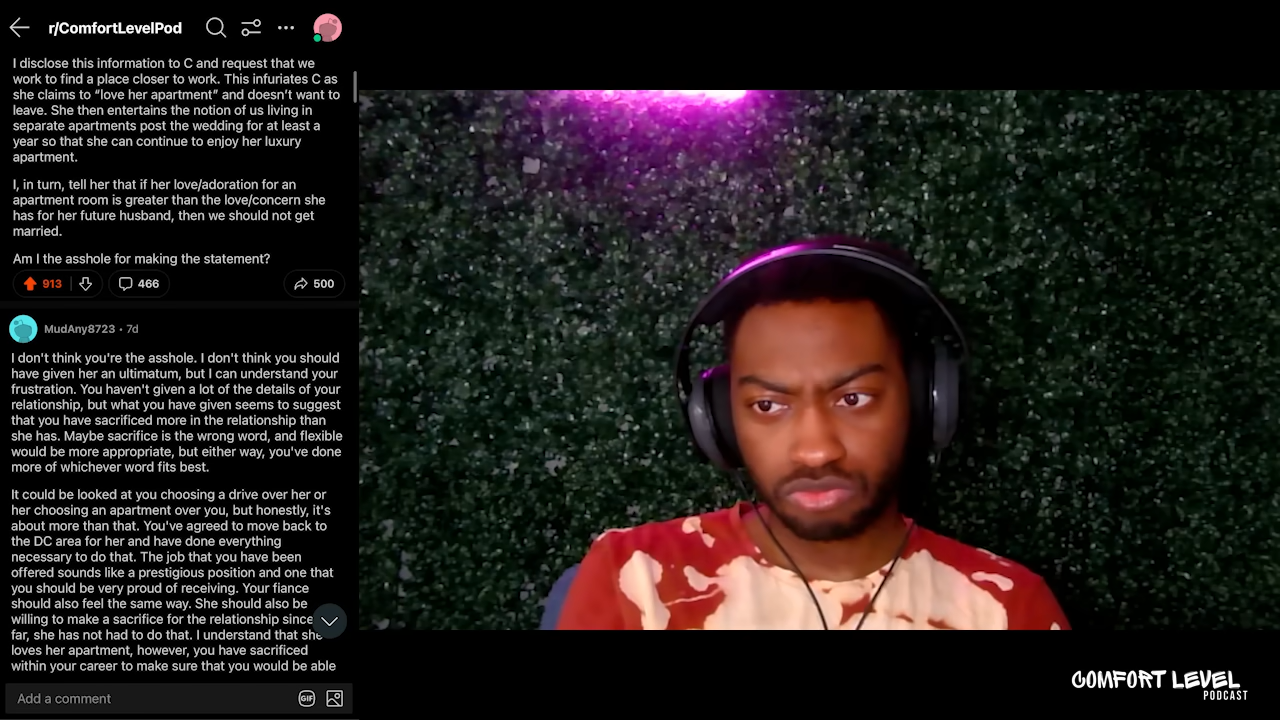 r/ComfortLevelPod
I disclose this information to C and request that we
work to find a place closer to work. This infuriates C as
she claims to “love her apartment” and doesn’t want to
leave. She then entertains the notion of us living in
separate apartments post the wedding for at least a
year so that she can continue to enjoy her luxury
apartment.
I, in turn, tell her that if her love/adoration for an
apartment room is greater than the love/concern she
has for her future husband, then we should not get
married.
Am I the asshole for making the statement?
913
466
500
MudAny8723 • 7d
I don't think you're the asshole. I don't think you should
have given her an ultimatum, but I can understand your
frustration. You haven't given a lot of the details of your
relationship, but what you have given seems to suggest
that you have sacrificed more in the relationship than
she has. Maybe sacrifice is the wrong word, and flexible
would be more appropriate, but either way, you've done
more of whichever word fits best.
It could be looked at you choosing a drive over her or
her choosing an apartment over you, but honestly, it's
about more than that. You've agreed to move back to
the DC area for her and have done everything
necessary to do that. The job that you have been
offered sounds like a prestigious position and one that
you should be very proud of receiving. Your fiance
should also feel the same way. She should also be
willing to make a sacrifice for the relationship since
far, she has not had to do that. I understand that she
loves her apartment, however, you have sacrificed
within your career to make sure that you would be able
Add a comment
GIF
COMFORT LEVEL
PODCAST